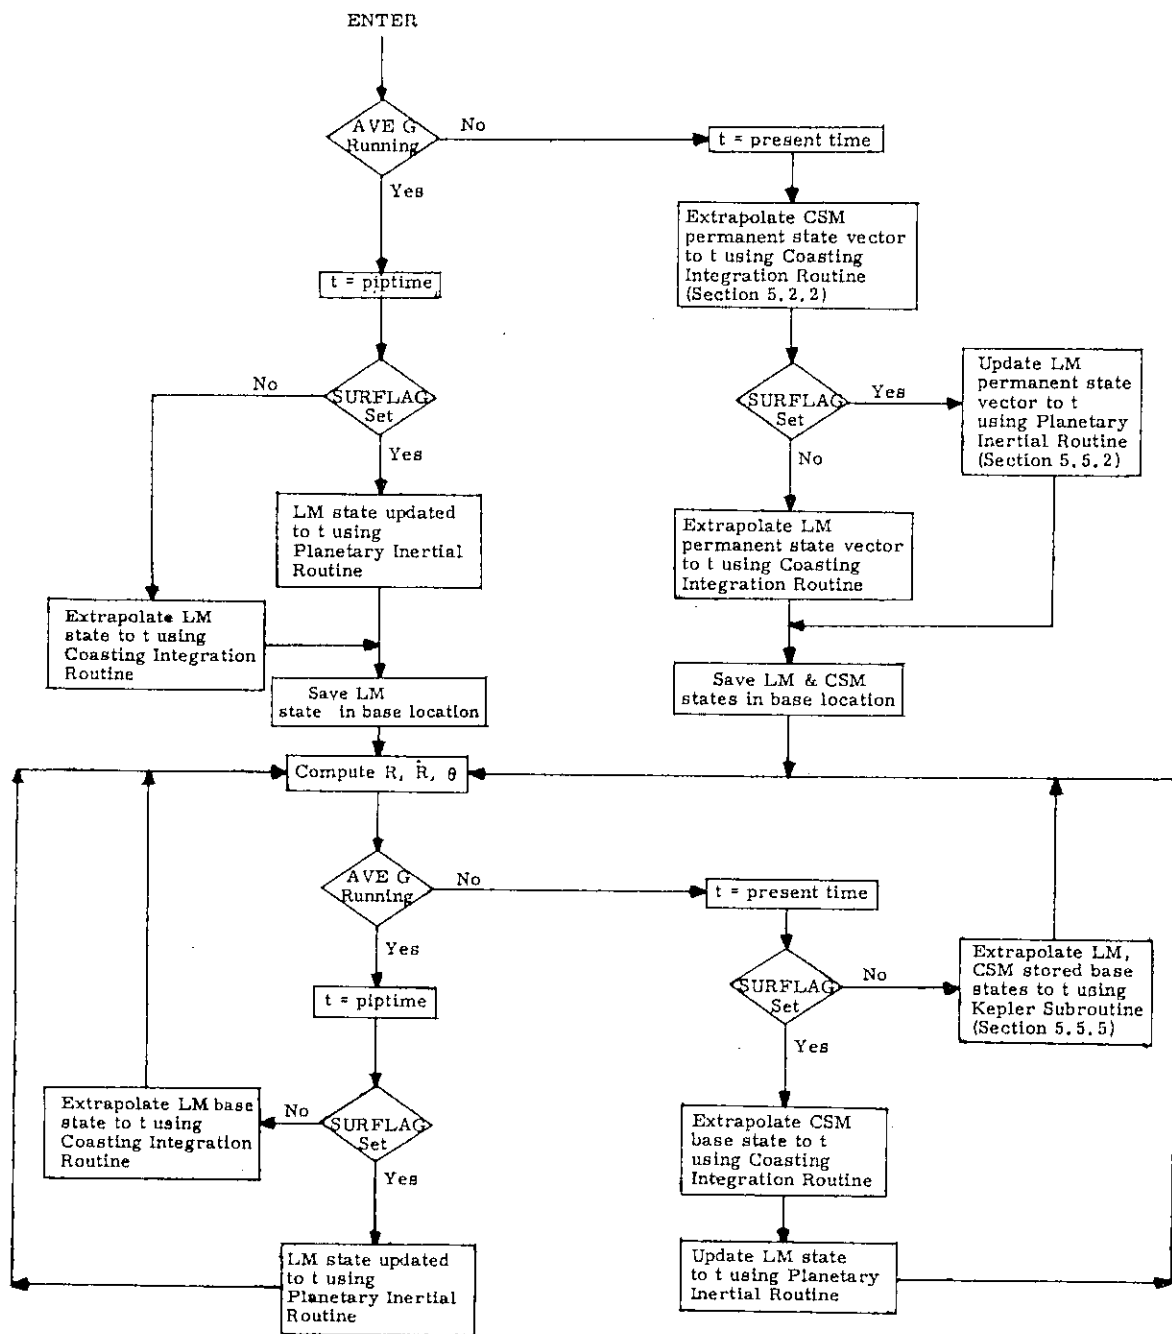 ENTER
AVE G
Running
No
Yes
t = present time
Extrapolate CSM
permanent state vector
to t using Coasting
Integration Routine
(Section 5.2.2)
t = piptime
No
SURFLAG
Set
Yes
SURFLAG
Set
Yes
No
Update LM
permanent state
vector to t
using Planetary
Inertial Routine
(Section 5.5.2)
LM state updated
to t using
Planetary Inertial
Routine
Extrapolate LM
permanent state vector
to t using Coasting
Integration Routine
Extrapolate LM
state to t using
Coasting Integration
Routine
Save LM
state in base location
Save LM & CSM
states in base location
Compute R, Ṙ, θ
AVE G
Running
No
Yes
t = present time
t = piptime
SURFLAG
Set
No
Yes
Extrapolate LM,
CSM stored base
states to t using
Kepler Subroutine
(Section 5.5.5)
Extrapolate LM base
state to t using
Coasting Integration
Routine
No
SURFLAG
Set
Yes
Extrapolate CSM
base state to t
using Coasting
Integration Routine
LM state updated
to t using
Planetary Inertial
Routine
Update LM state
to t using Planetary
Inertial Routine